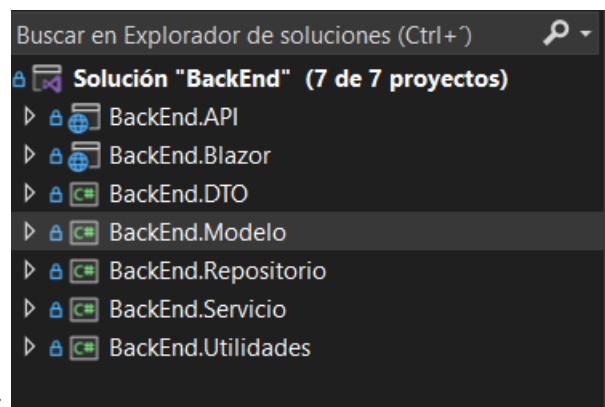 Buscar en Explorador de soluciones (Ctrl+´)
Solución "BackEnd" (7 de 7 proyectos)
BackEnd.API
BackEnd.Blazor
C# BackEnd.DTO
C# BackEnd.Modelo
C# BackEnd.Repositorio
C# BackEnd.Servicio
C# BackEnd.Utilidades